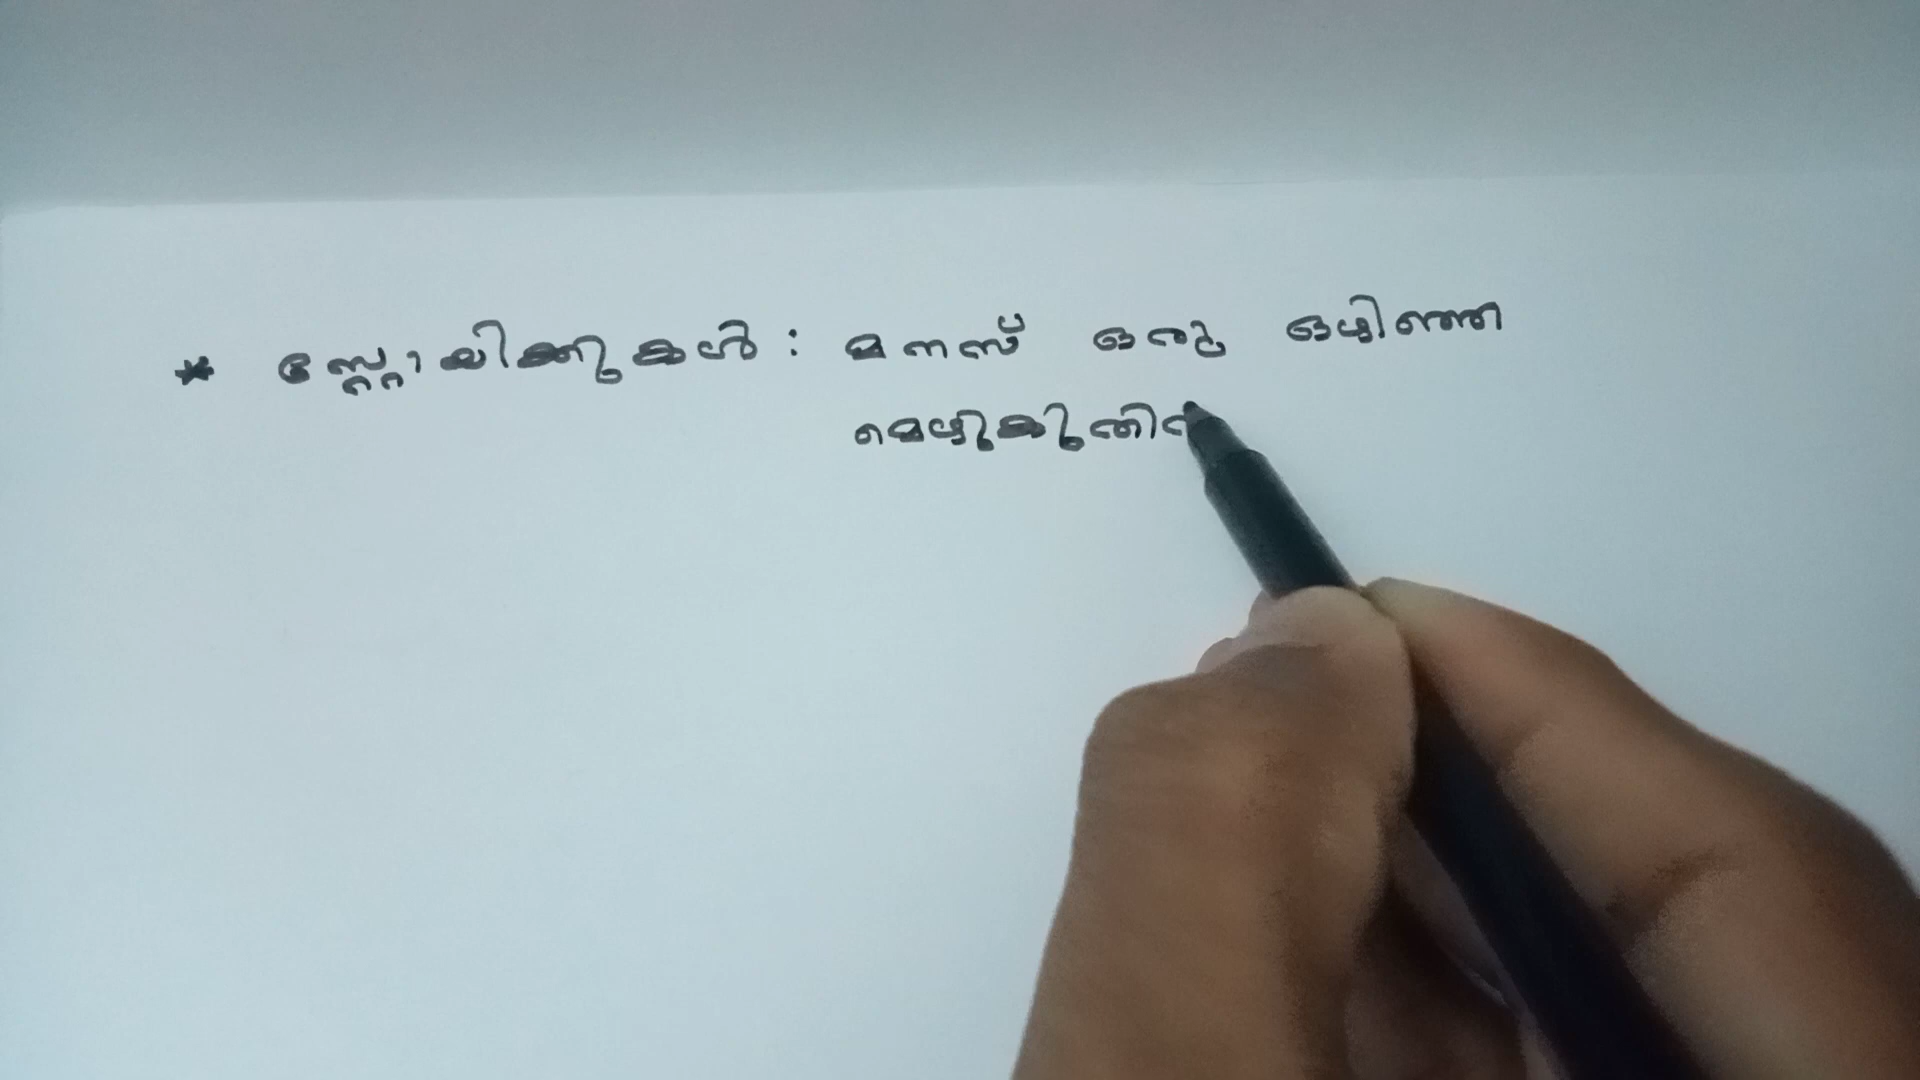 * സ്റ്റോയിക്കുകൾ : മനസ് ഒരു ഒഴിഞ്ഞ
മെഴുകുതിര